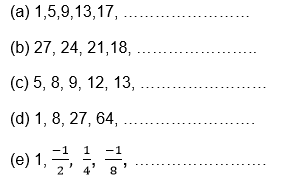 (a) 1,5,9,13,17, ……………………
(b) 27, 24, 21,18, …………………..
(c) 5, 8, 9, 12, 13, ……………………
(d) 1, 8, 27, 64, …………………….
(e) 1, -1/2, 1/4, -1/8, …………………….